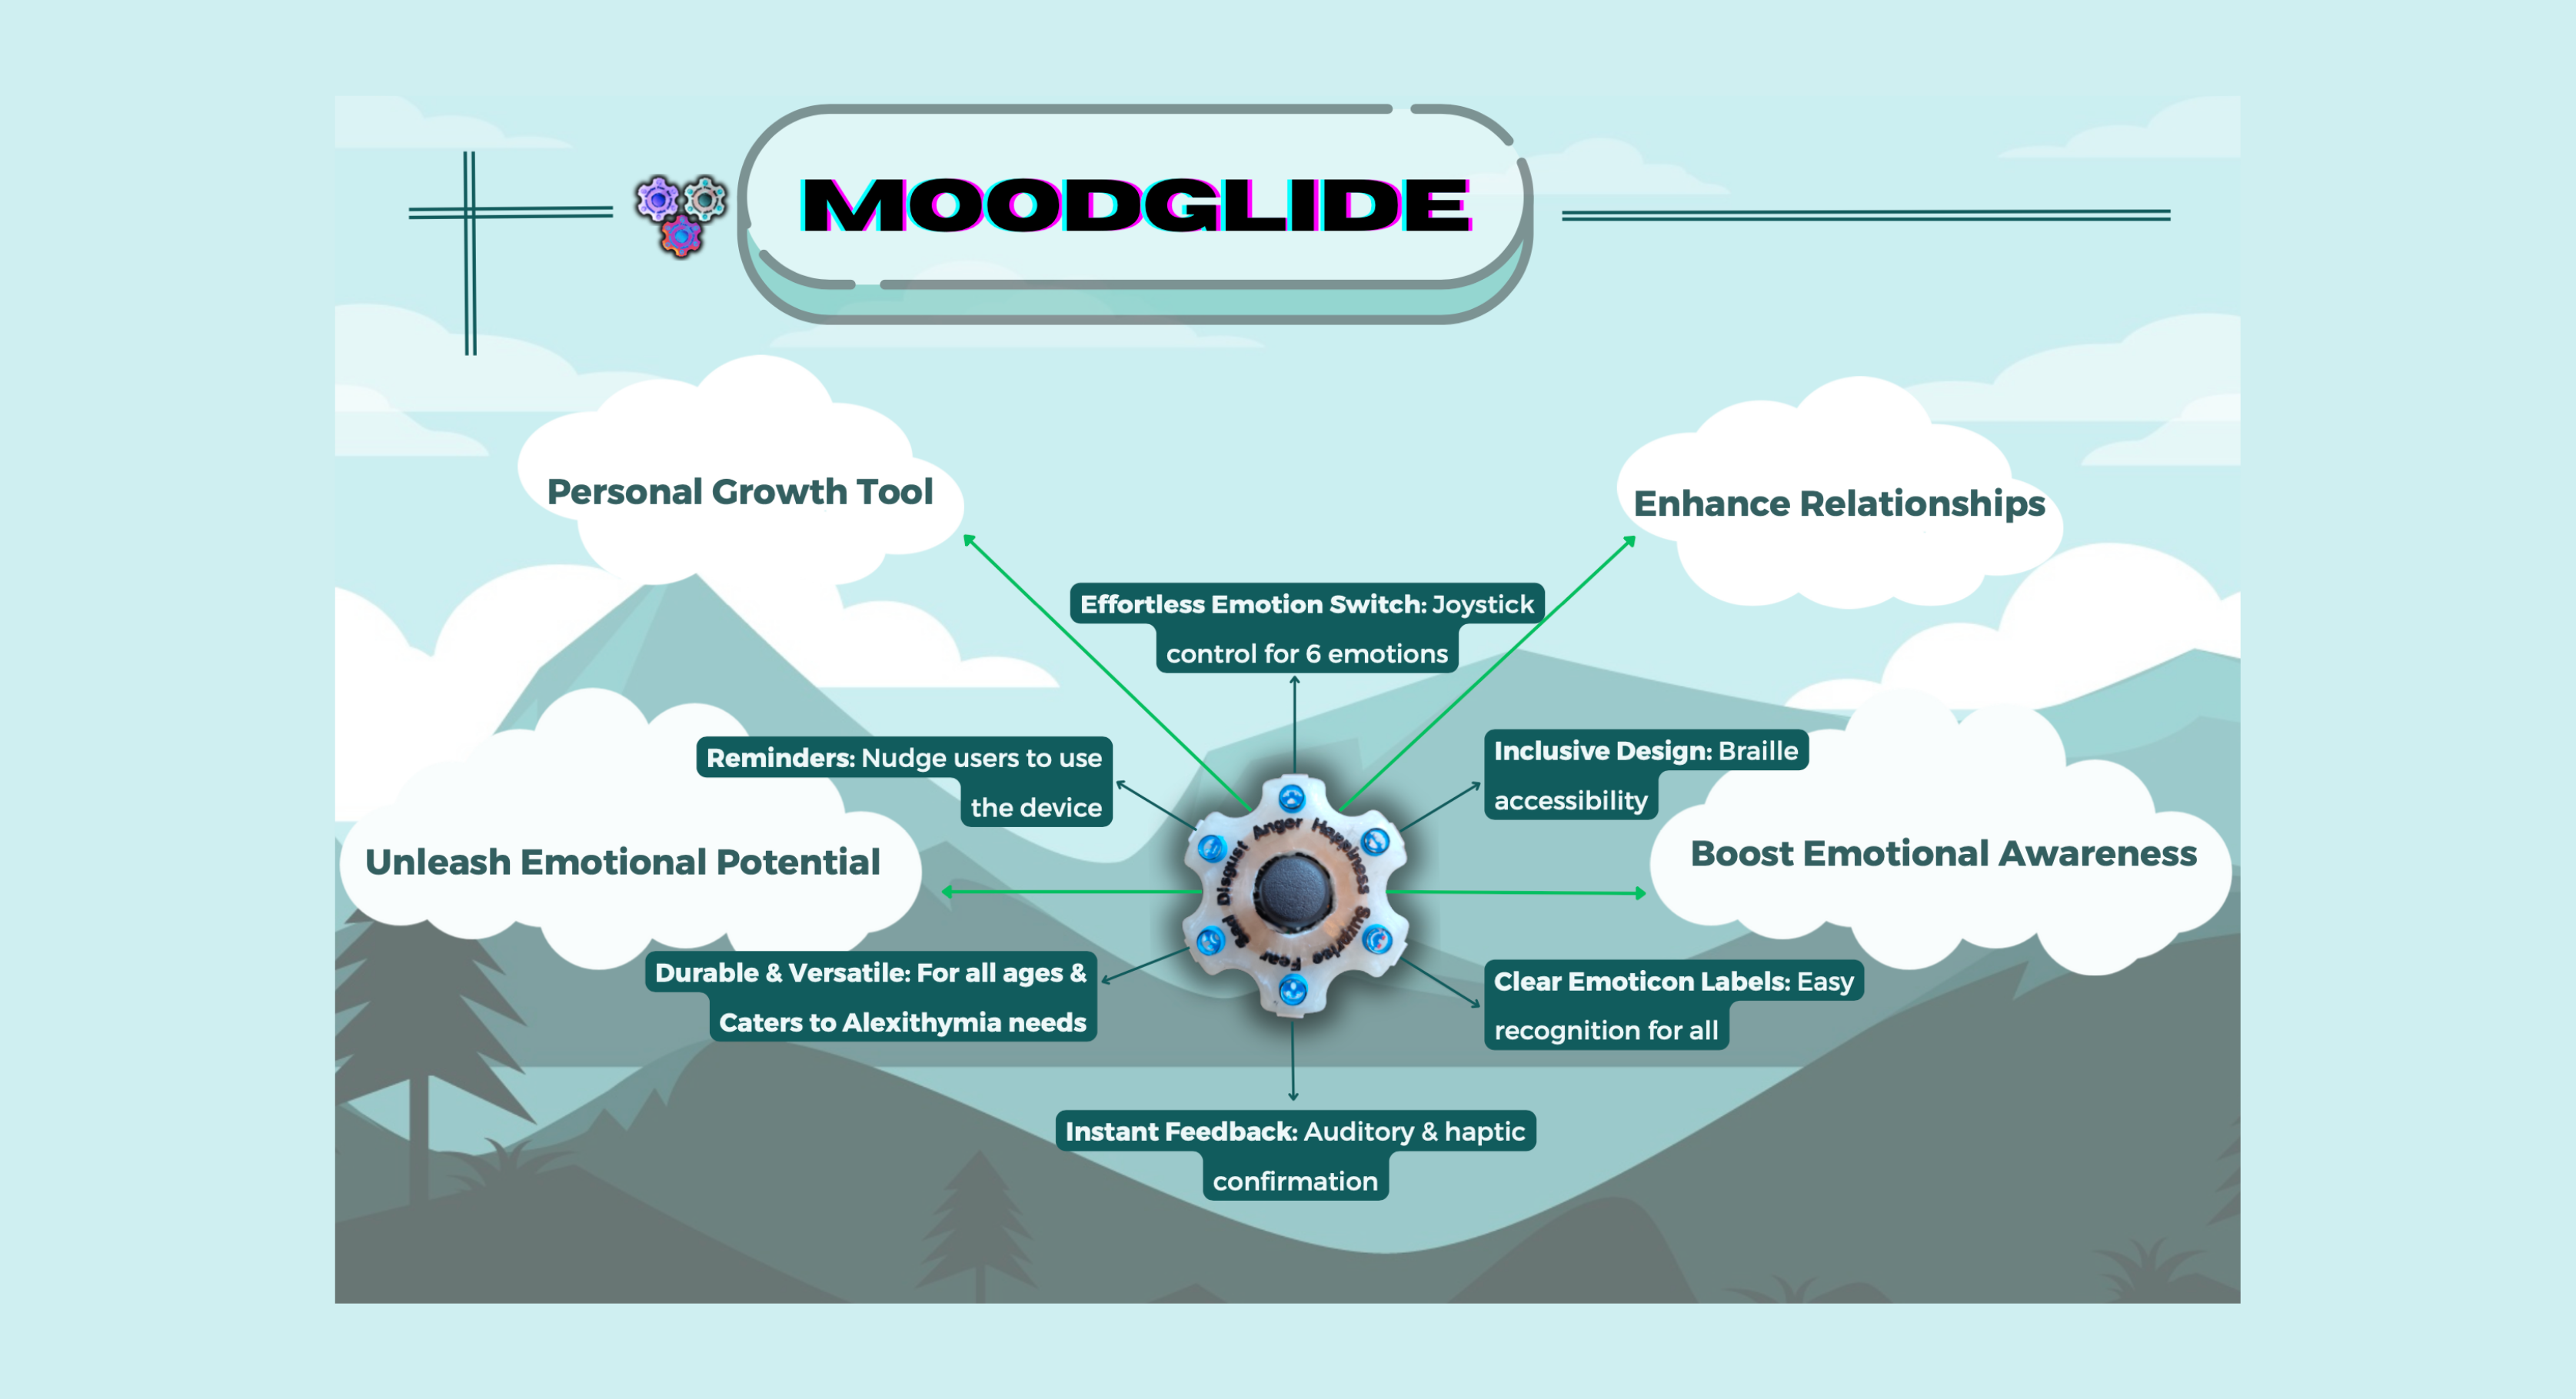 MOODGLIDE
Personal Growth Tool
Enhance Relationships
Effortless Emotion Switch: Joystick
control for 6 emotions
Reminders: Nudge users to use
the device
Inclusive Design: Braille
accessibility
Unleash Emotional Potential
Boost Emotional Awareness
Anger
Happiness
Surprise
Fear
Sad
Disgust
Durable & Versatile: For all ages &
Caters to Alexithymia needs
Clear Emoticon Labels: Easy
recognition for all
Instant Feedback: Auditory & haptic
confirmation